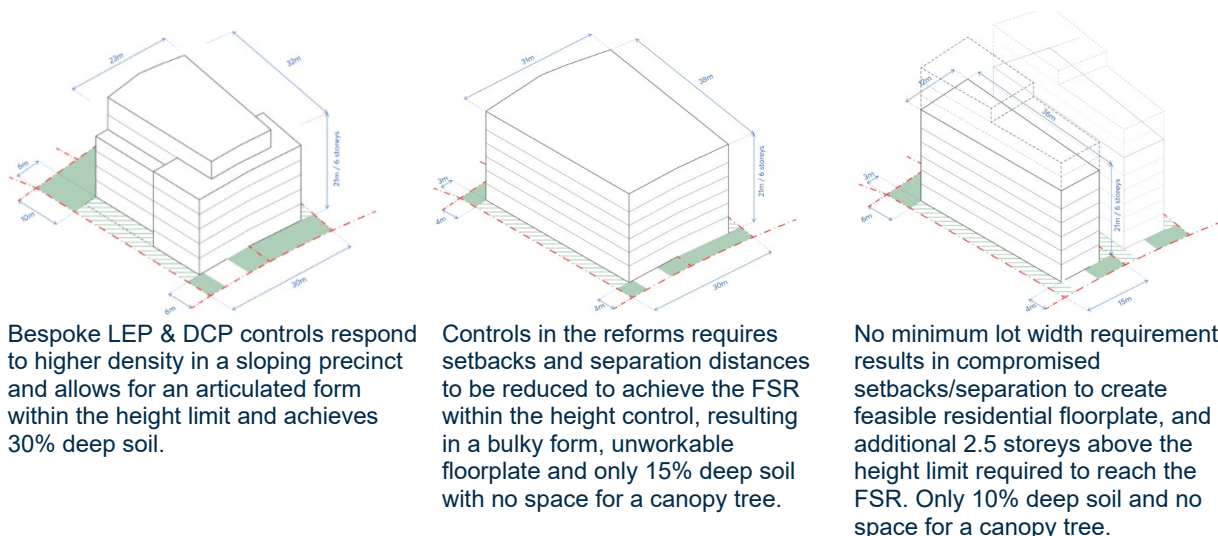 23m
32m
21m / 6 storeys
6m
10m
6m
30m
31m
38m
21m / 6 storeys
3m
4m
4m
30m
12m
36m
21m / 6 storeys
3m
6m
4m
15m
Bespoke LEP & DCP controls respond
to higher density in a sloping precinct
and allows for an articulated form
within the height limit and achieves
30% deep soil.
Controls in the reforms requires
setbacks and separation distances
to be reduced to achieve the FSR
within the height control, resulting
in a bulky form, unworkable
floorplate and only 15% deep soil
with no space for a canopy tree.
No minimum lot width requirement
results in compromised
setbacks/separation to create
feasible residential floorplate, and
additional 2.5 storeys above the
height limit required to reach the
FSR. Only 10% deep soil and no
space for a canopy tree.